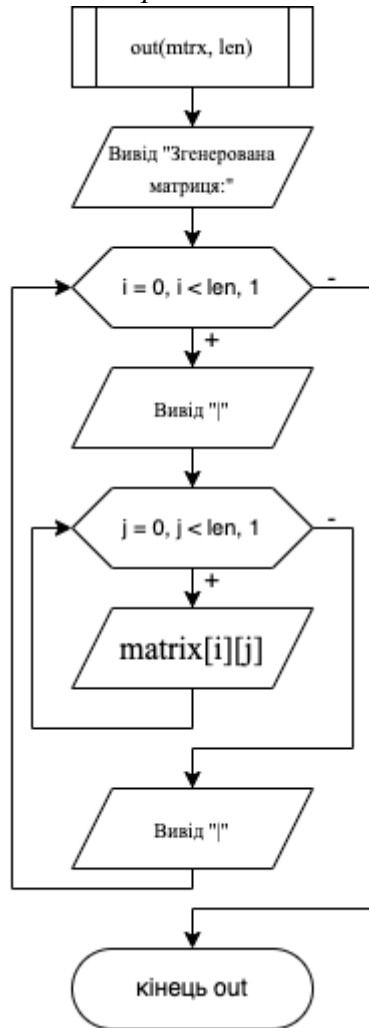 out(mtrx, len)
Вивід "Згенерована
матриця:"
i = 0, i < len, 1
-
+
Вивід "|"
j = 0, j < len, 1
-
+
matrix[i][j]
Вивід "|"
кінець out